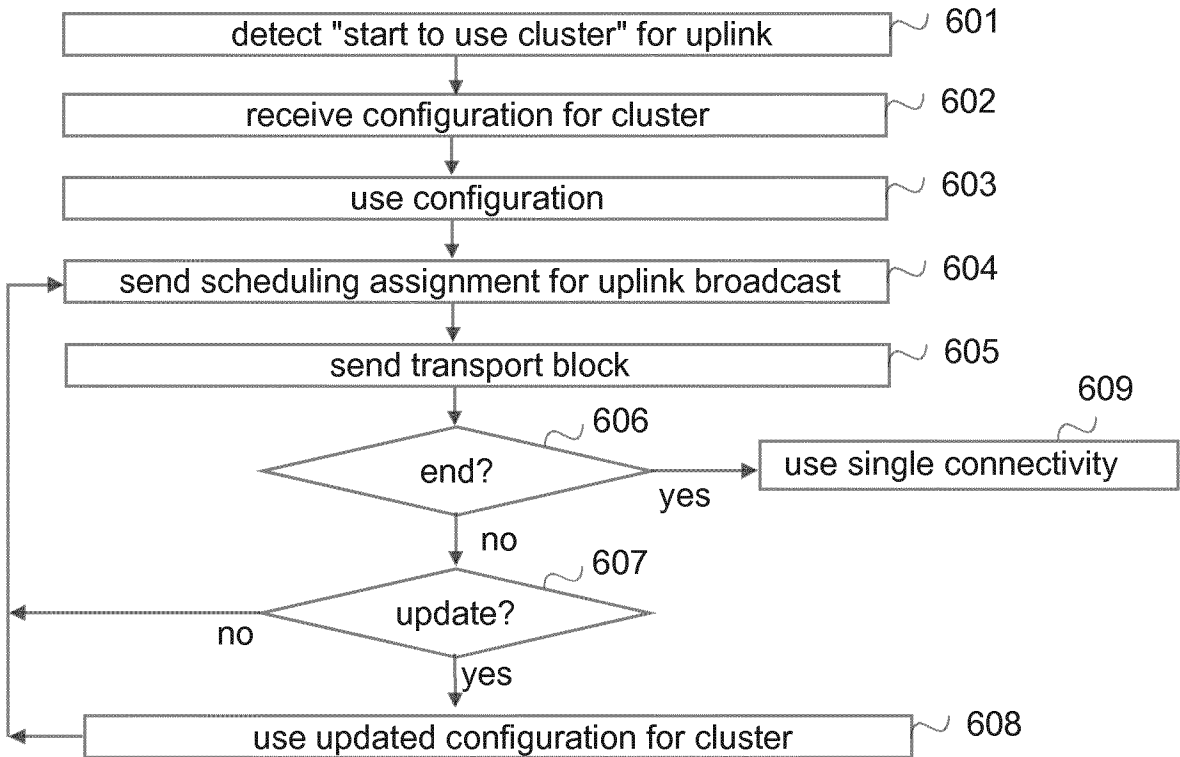 detect "start to use cluster" for uplink
601
receive configuration for cluster
602
use configuration
603
send scheduling assignment for uplink broadcast
604
send transport block
605
606
609
end?
use single connectivity
yes
no
607
update?
no
yes
608
use updated configuration for cluster